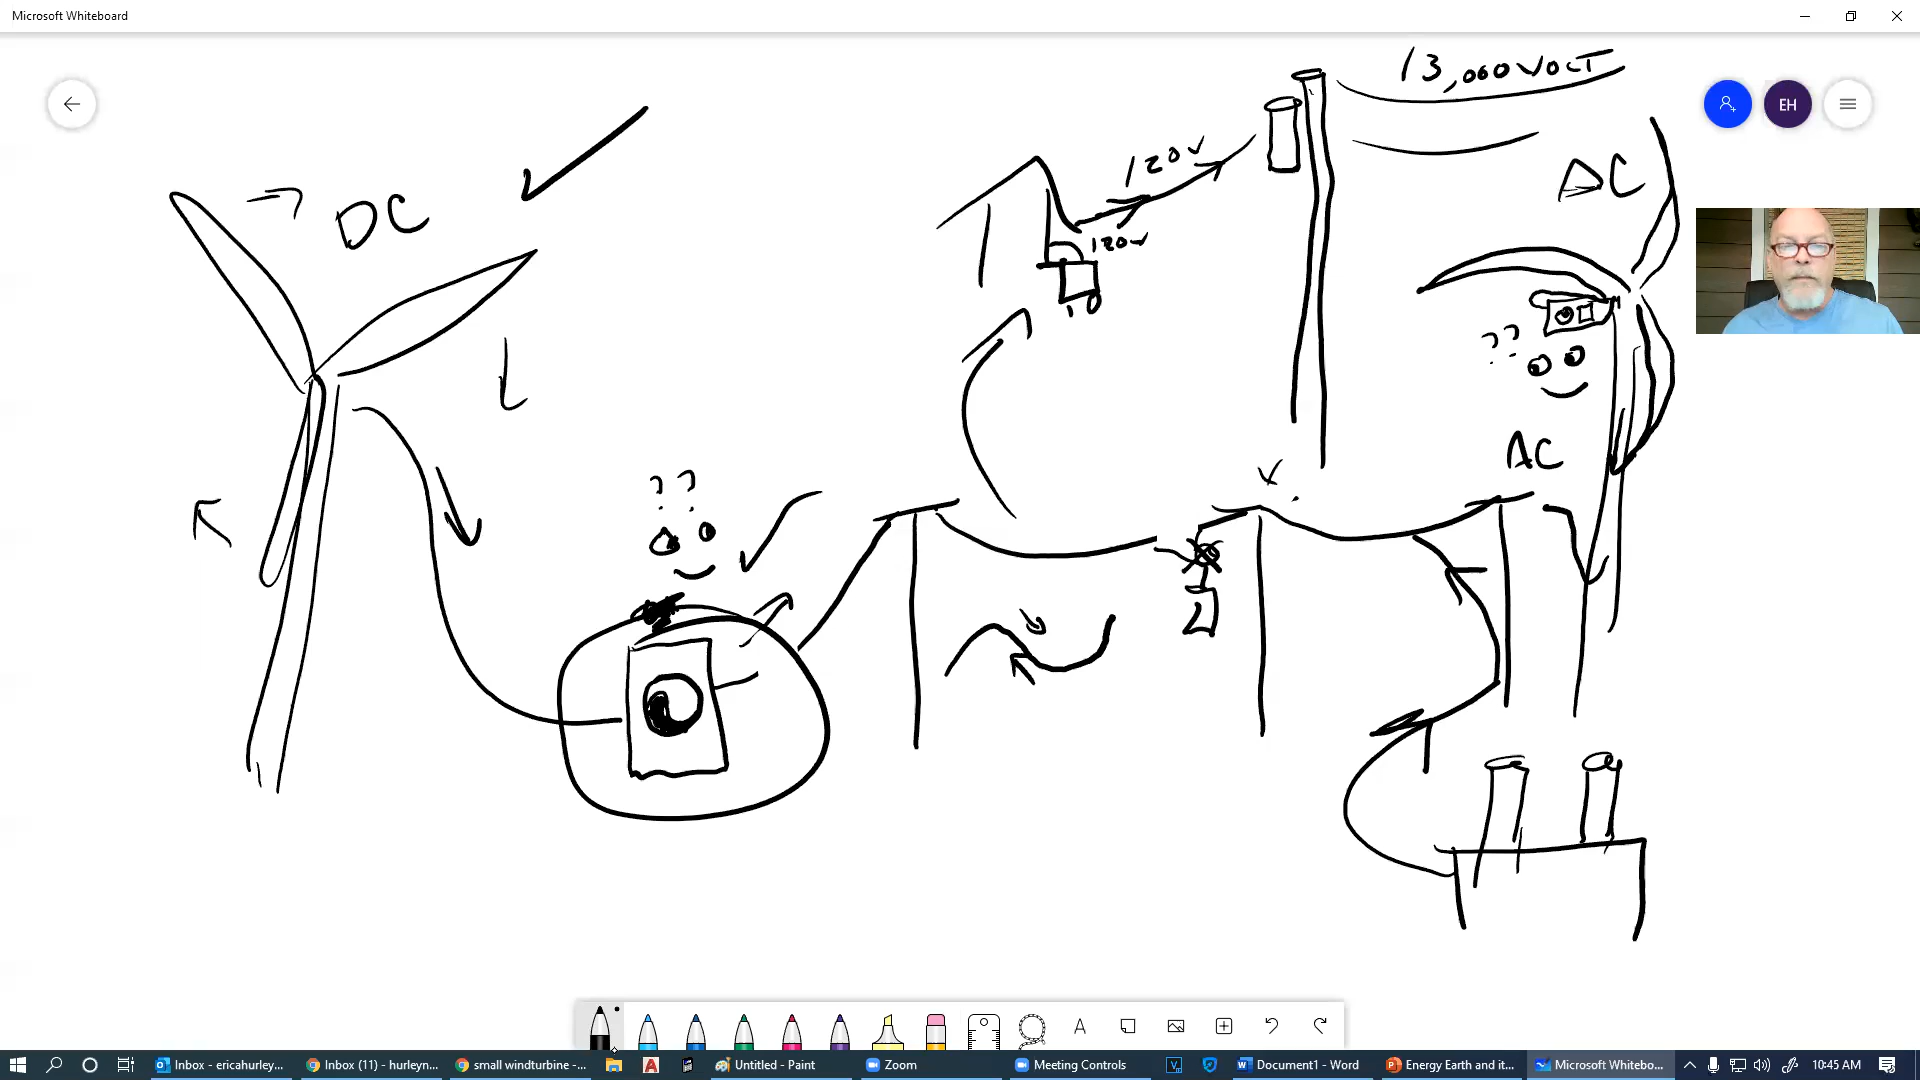 Microsoft Whiteboard
13,000 VOLT
EH
120v
DC
AC
120v
??
AC
??
A
Inbox - ericahurley...
Inbox (11) - hurleyn...
small windturbine -...
Untitled - Paint
Zoom
Meeting Controls
Document1 - Word
Energy Earth and it...
Microsoft Whitebo...
10:45 AM